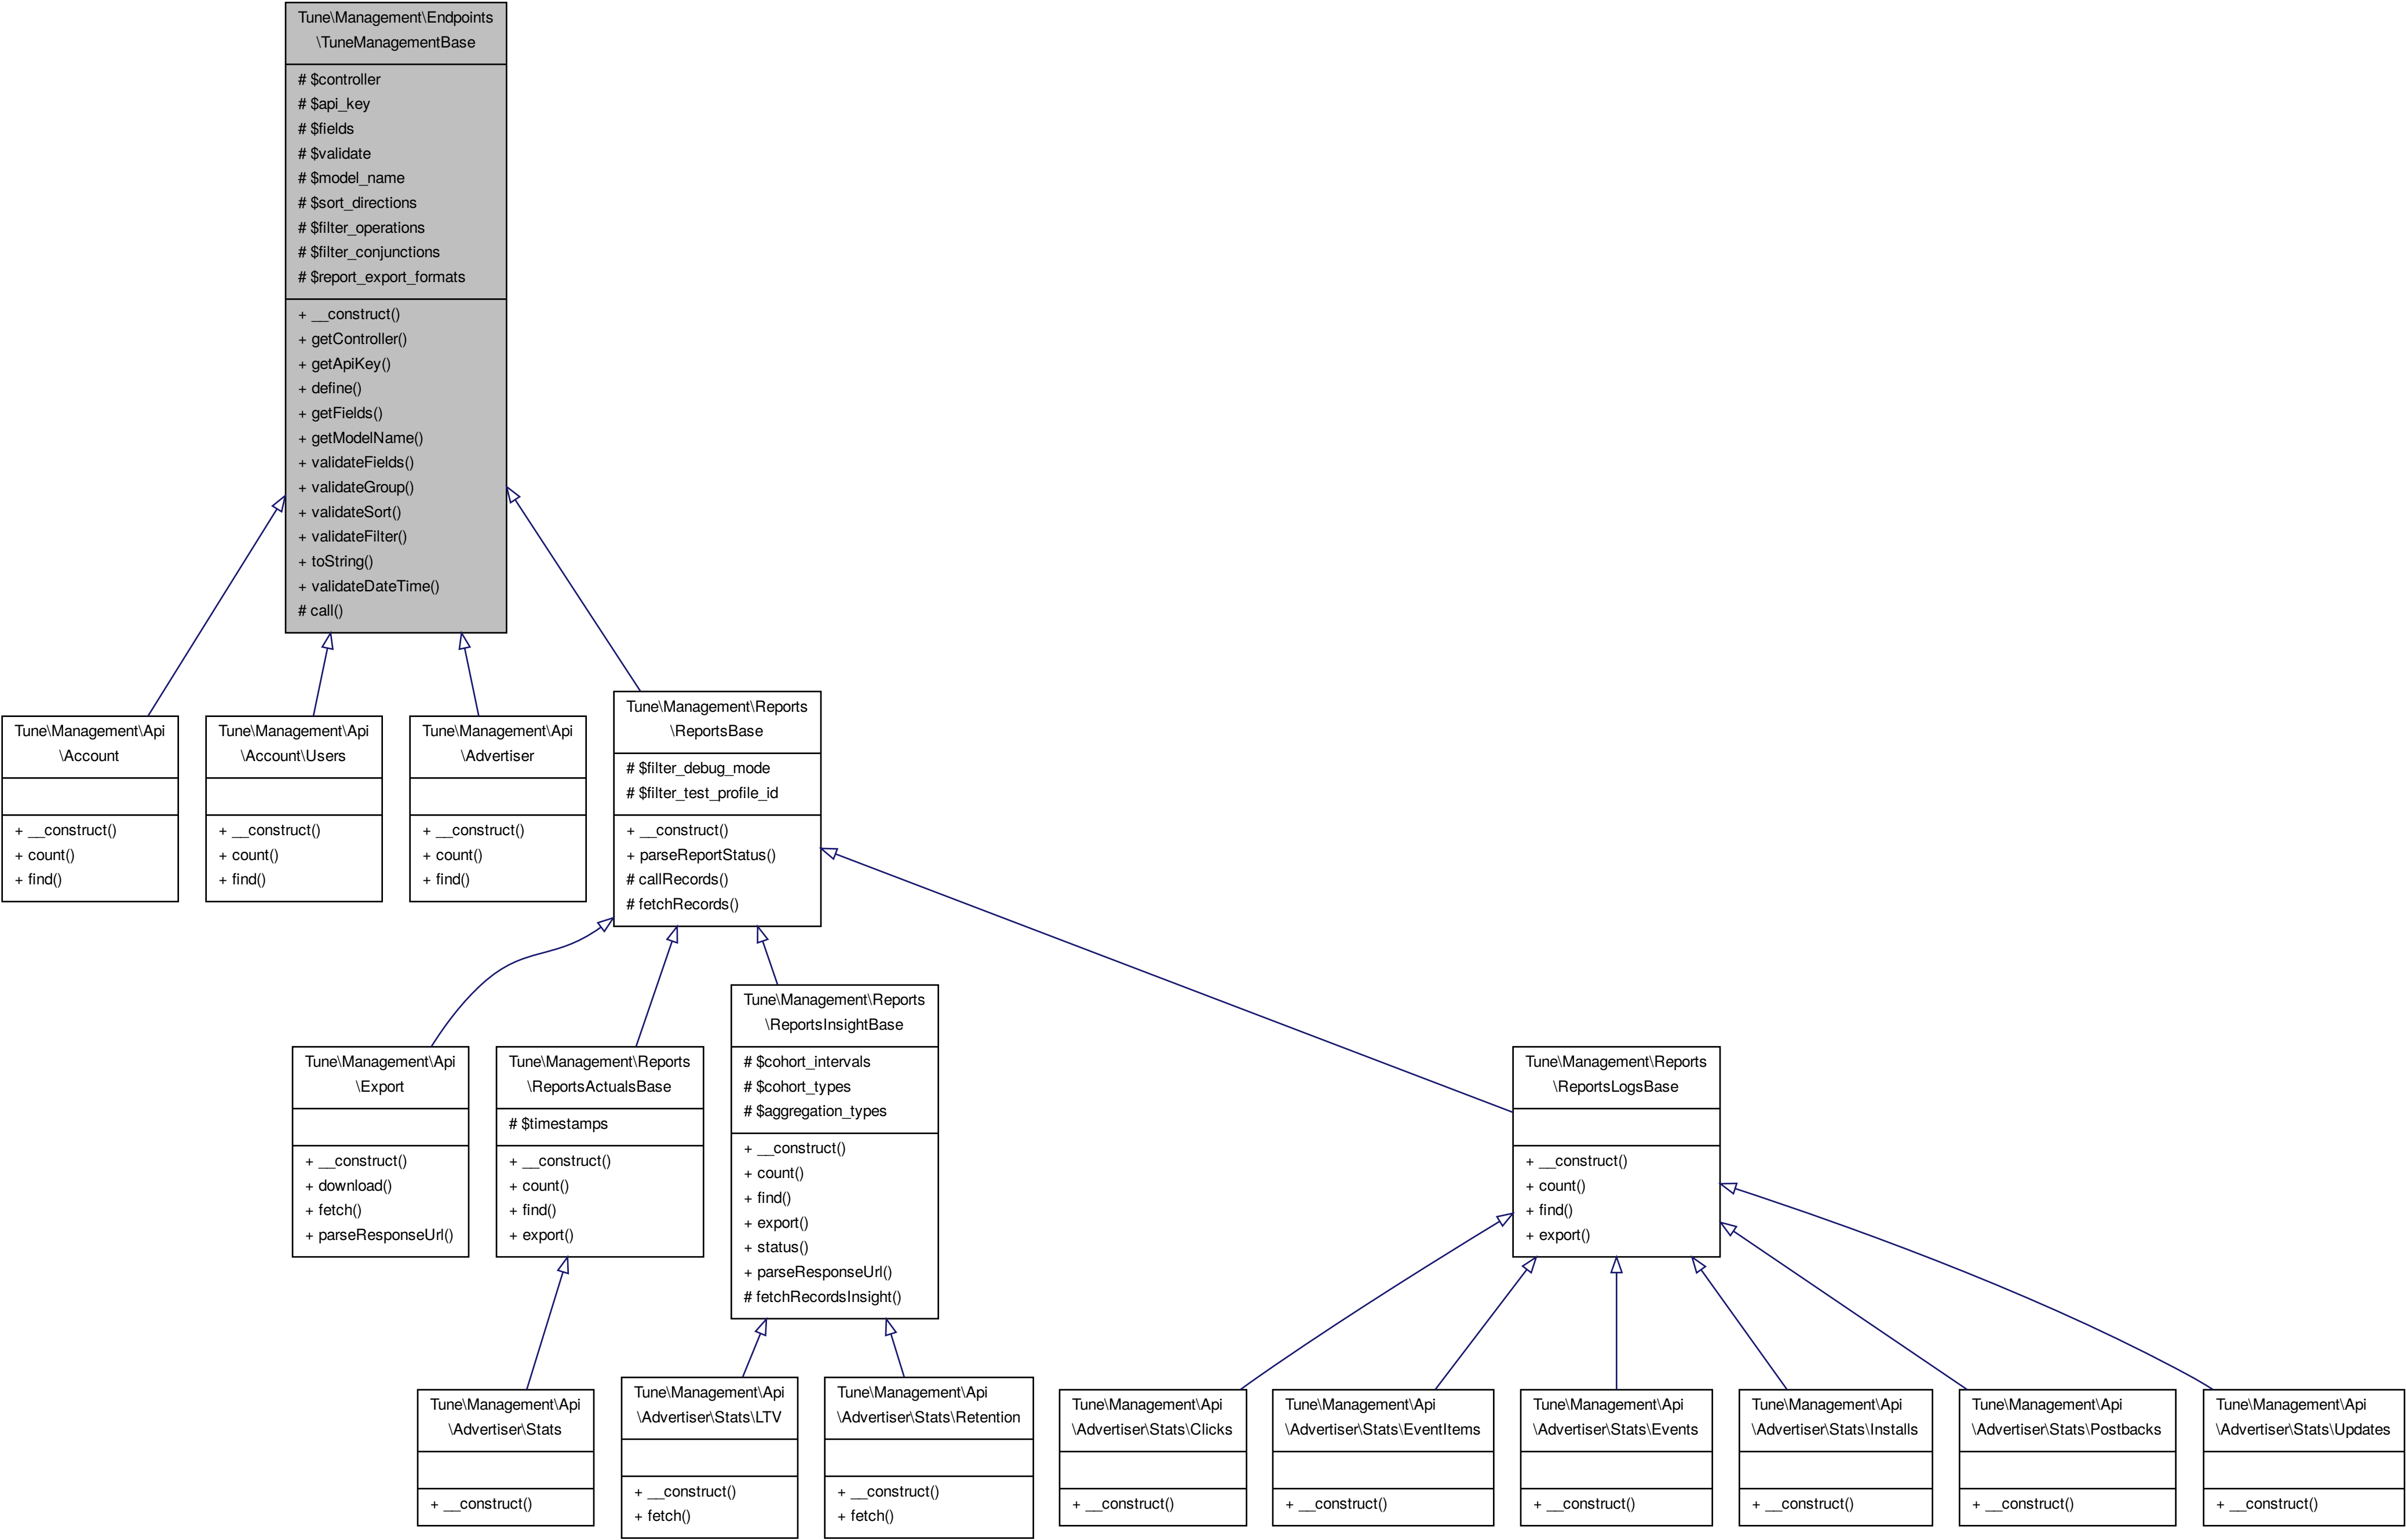 Tune\Management\Endpoints
\TuneManagementBase
# $controller
# $api_key
# $fields
# $validate
# $model_name
# $sort_directions
# $filter_operations
# $filter_conjunctions
# $report_export_formats
+ __construct()
+ getController()
+ getApiKey()
+ define()
+ getFields()
+ getModelName()
+ validateFields()
+ validateGroup()
+ validateSort()
+ validateFilter()
+ toString()
+ validateDateTime()
# call()
Tune\Management\Api
\Account
+ __construct()
+ count()
+ find()
Tune\Management\Api
\Account\Users
+ __construct()
+ count()
+ find()
Tune\Management\Api
\Advertiser
+ __construct()
+ count()
+ find()
Tune\Management\Reports
\ReportsBase
# $filter_debug_mode
# $filter_test_profile_id
+ __construct()
+ parseReportStatus()
# callRecords()
# fetchRecords()
Tune\Management\Api
\Export
+ __construct()
+ download()
+ fetch()
+ parseResponseUrl()
Tune\Management\Reports
\ReportsActualsBase
# $timestamps
+ __construct()
+ count()
+ find()
+ export()
Tune\Management\Reports
\ReportsInsightBase
# $cohort_intervals
# $cohort_types
# $aggregation_types
+ __construct()
+ count()
+ find()
+ export()
+ status()
+ parseResponseUrl()
# fetchRecordsInsight()
Tune\Management\Reports
\ReportsLogsBase
+ __construct()
+ count()
+ find()
+ export()
Tune\Management\Api
\Advertiser\Stats
+ __construct()
Tune\Management\Api
\Advertiser\Stats\LTV
+ __construct()
+ fetch()
Tune\Management\Api
\Advertiser\Stats\Retention
+ __construct()
+ fetch()
Tune\Management\Api
\Advertiser\Stats\Clicks
+ __construct()
Tune\Management\Api
\Advertiser\Stats\EventItems
+ __construct()
Tune\Management\Api
\Advertiser\Stats\Events
+ __construct()
Tune\Management\Api
\Advertiser\Stats\Installs
+ __construct()
Tune\Management\Api
\Advertiser\Stats\Postbacks
+ __construct()
Tune\Management\Api
\Advertiser\Stats\Updates
+ __construct()